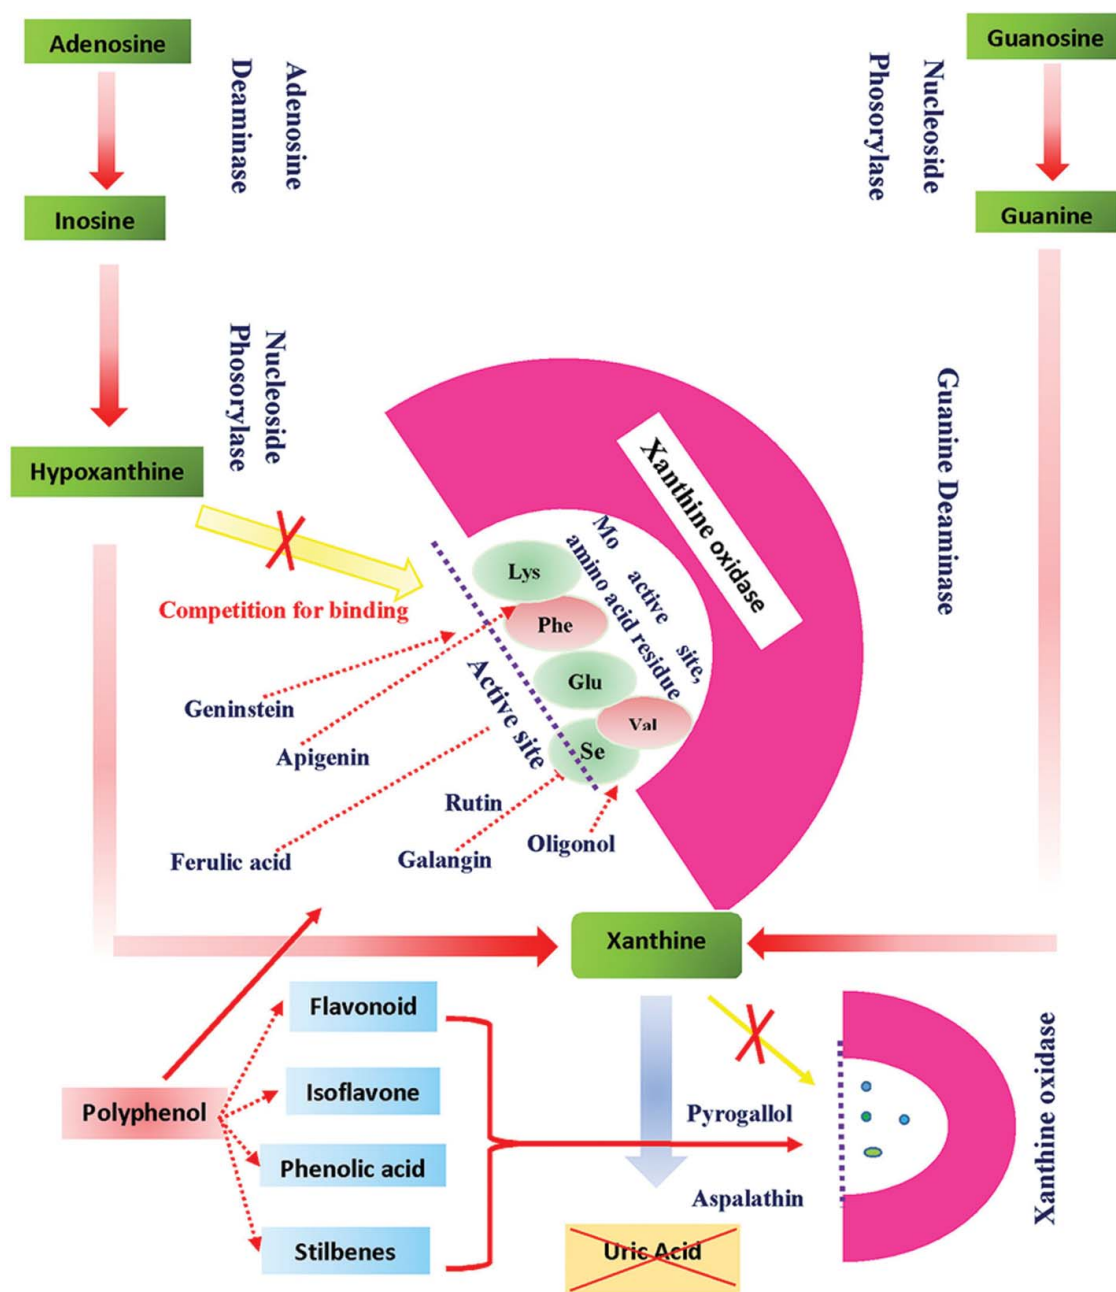 Adenosine
Guanosine
Adenosine
Deaminase
Nucleoside
Phosorylase
Inosine
Guanine
Nucleoside
Phosorylase
Hypoxanthine
Guanine Deaminase
Xanthine oxidase
Mo active site,
amino acid residue
Lys
Phe
Glu
Val
Se
Competition for binding
Active site
Geninstein
Apigenin
Rutin
Oligonol
Ferulic acid
Galangin
Xanthine
Flavonoid
Isoflavone
Polyphenol
Phenolic acid
Stilbenes
Pyrogallol
Aspalathin
Uric Acid
Xanthine oxidase